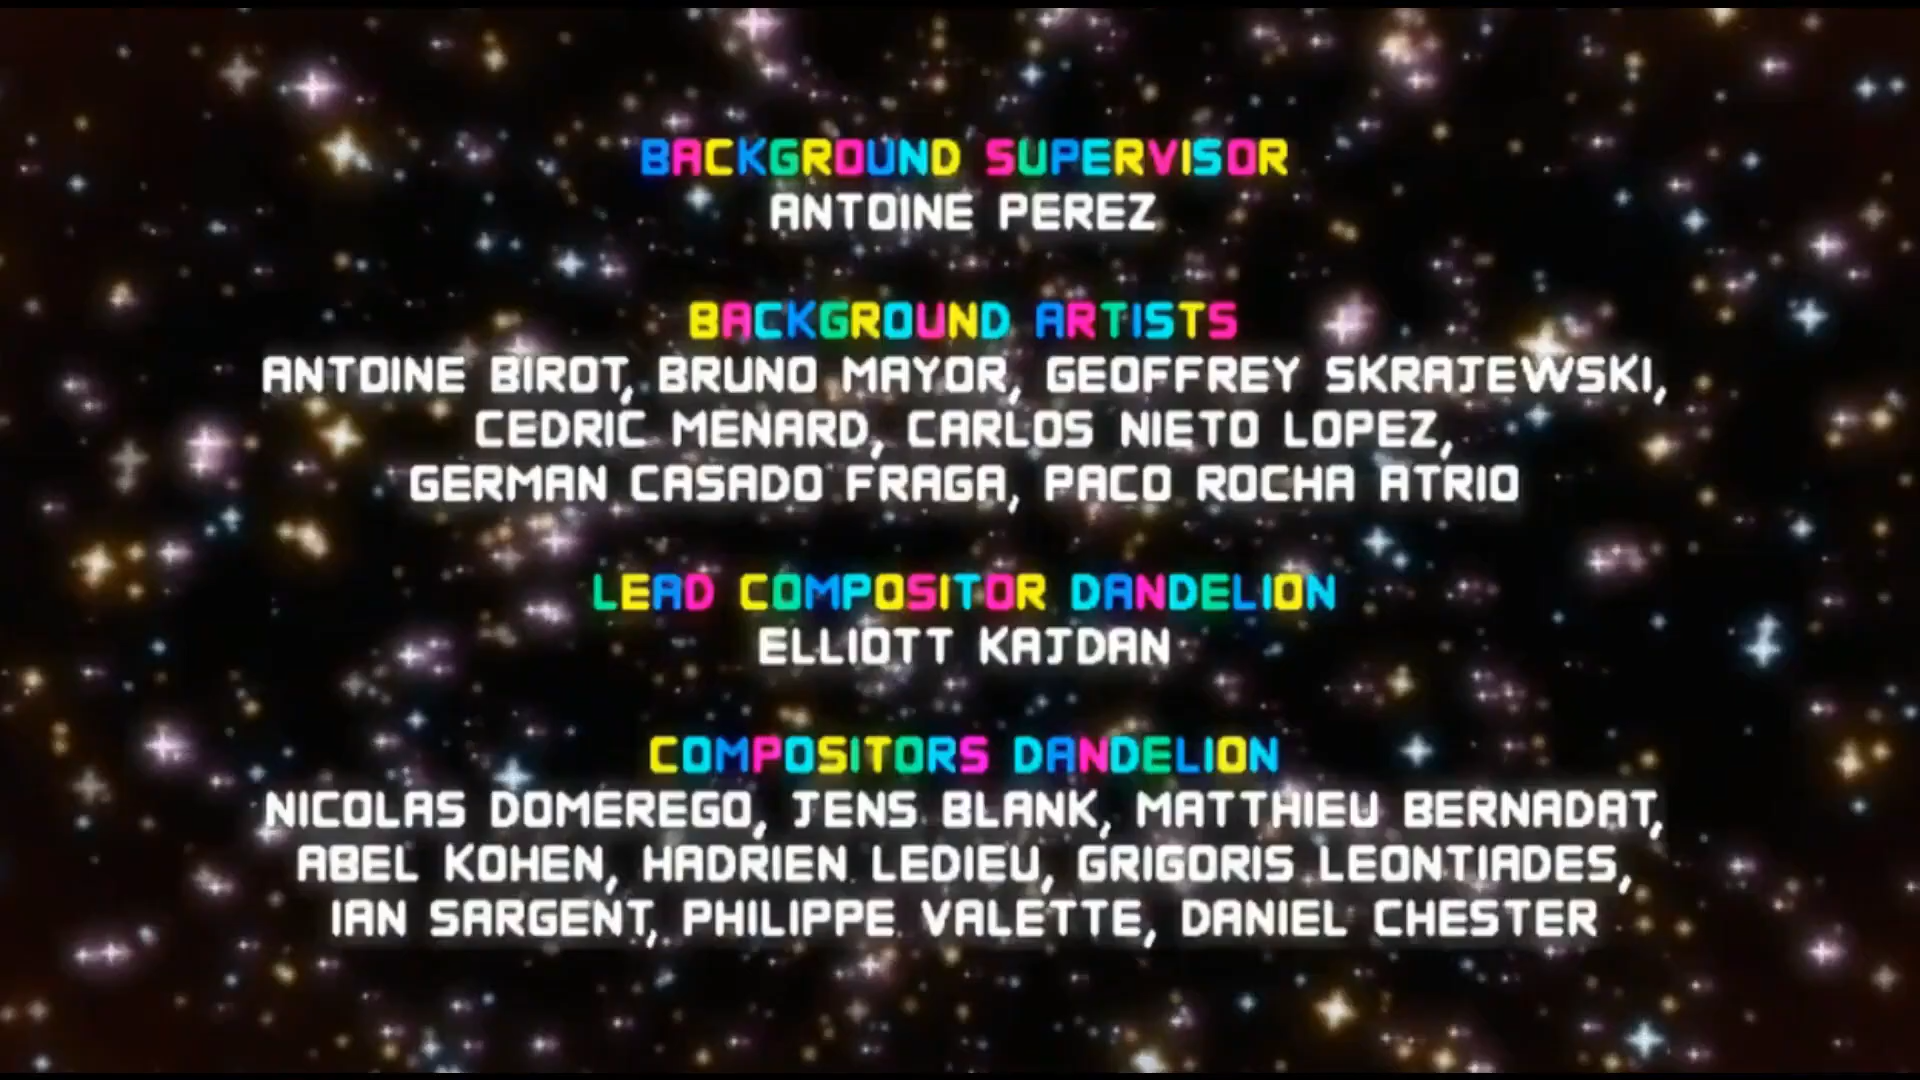 BACKGROUND SUPERVISOR
ANTOINE PEREZ
BACKGROUND ARTISTS
ANTOINE BIROT, BRUNO MAYOR, GEOFFREY SKRAJEWSKI,
CEDRIC MENARD, CARLOS NIETO LOPEZ,
GERMAN CASADO FRAGA, PACO ROCHA ATRIO
LEAD COMPOSITOR DANDELION
ELLIOTT KAJDAN
COMPOSITORS DANDELION
NICOLAS DOMEREGO, JENS BLANK, MATTHIEU BERNADAT,
ABEL KOHEN, HADRIEN LEDIEU, GRIGORIS LEONTIADES,
IAN SARGENT, PHILIPPE VALETTE, DANIEL CHESTER